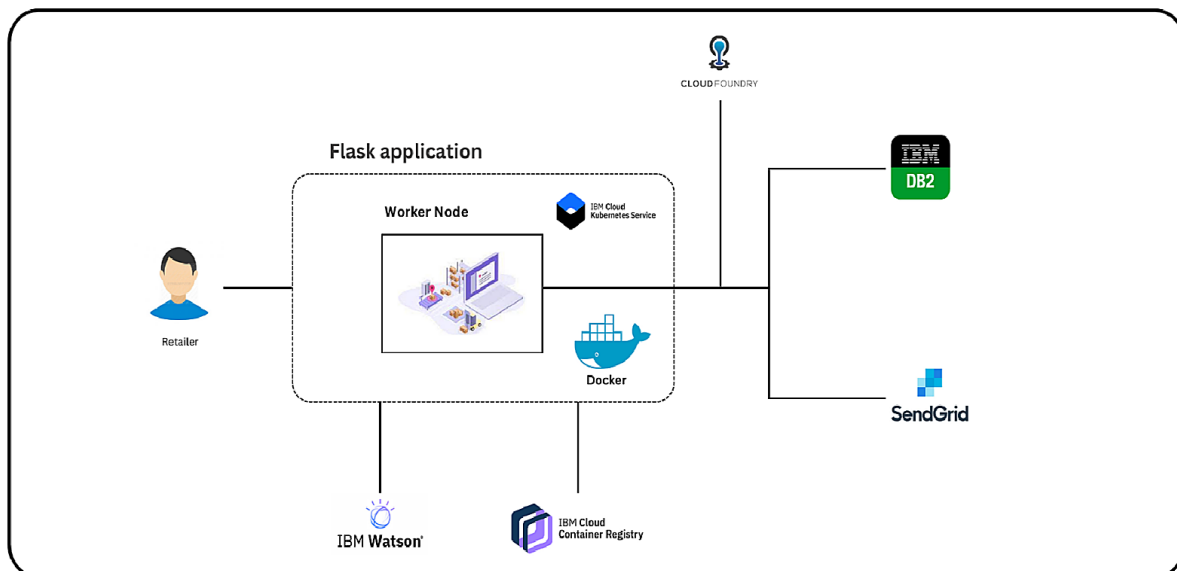 CLOUDFOUNDRY
Flask application
IBM
DB2
Worker Node
IBM Cloud
Kubernetes Service
Retailer
Docker
SendGrid
IBM Watson
IBM Cloud
Container Registry